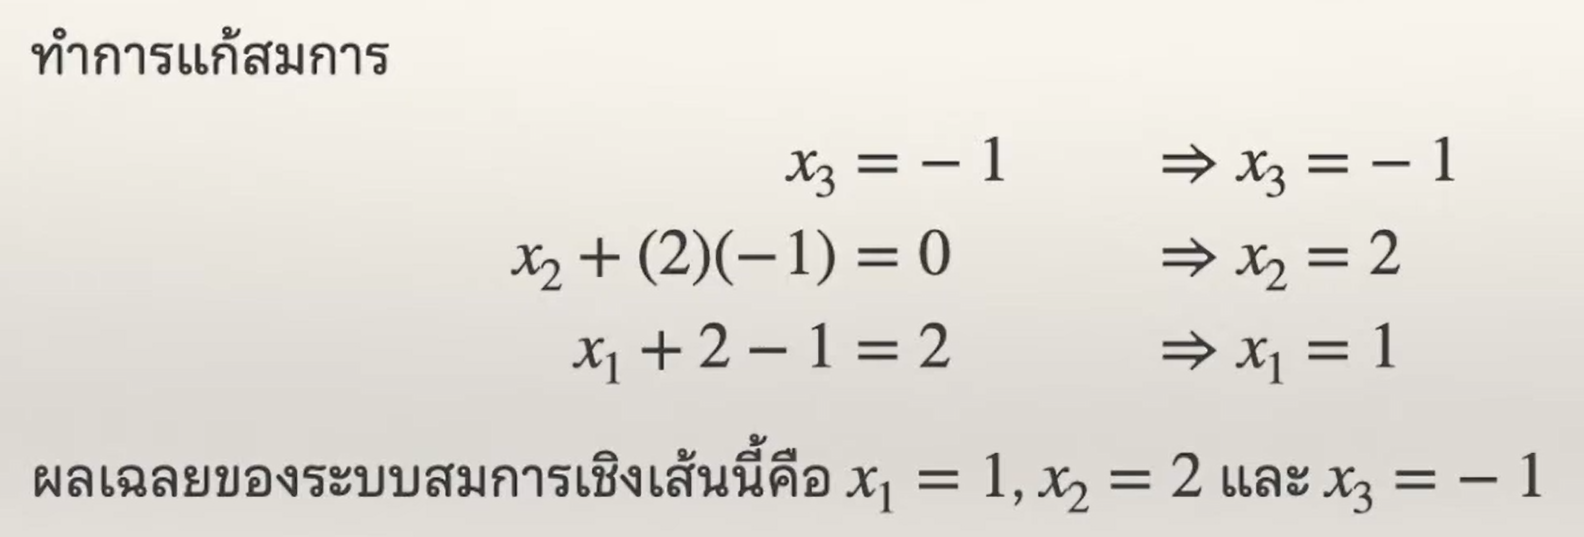 ทำการแก้สมการ
x₃ = − 1 ⇒ x₃ = − 1
x₂ + (2)(−1) = 0 ⇒ x₂ = 2
x₁ + 2 − 1 = 2 ⇒ x₁ = 1
ผลเฉลยของระบบสมการเชิงเส้นนี้คือ x₁ = 1, x₂ = 2 และ x₃ = − 1